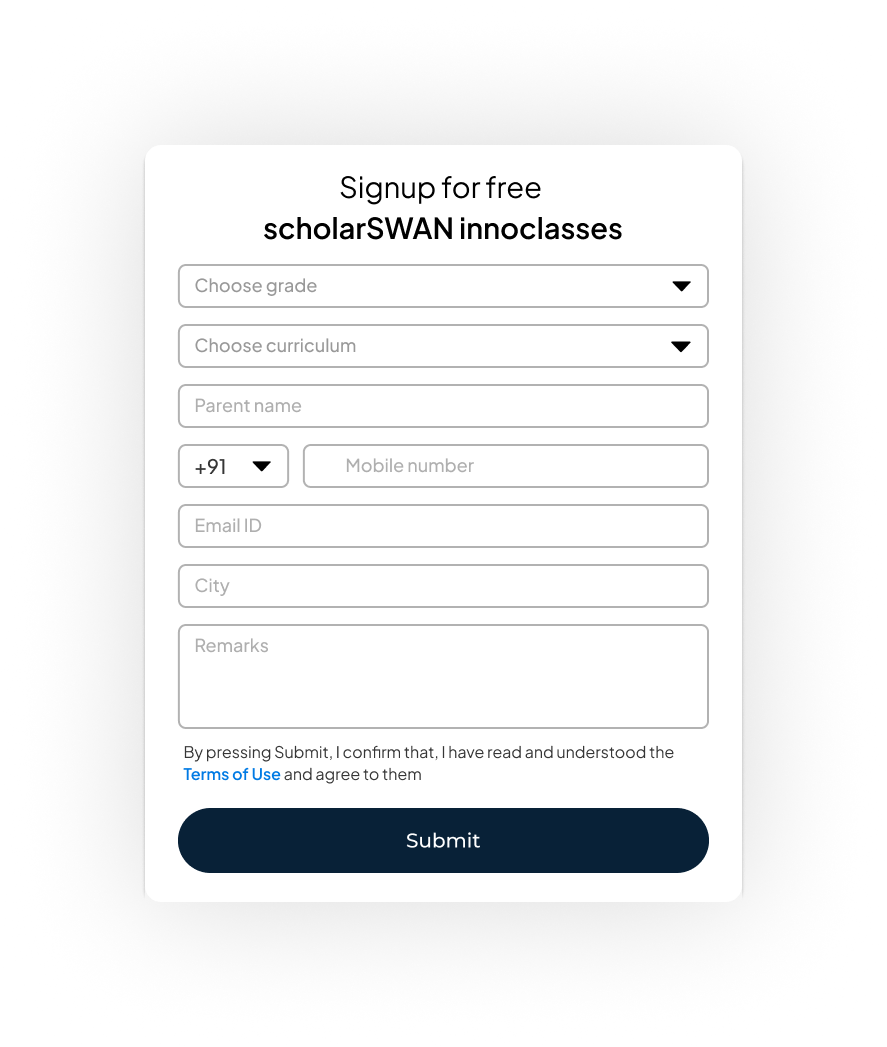 Signup for free
scholarSWAN innoclasses
Choose grade
Choose curriculum
Parent name
+91 Mobile number
Email ID
City
Remarks
By pressing Submit, I confirm that, I have read and understood the
Terms of Use and agree to them
Submit